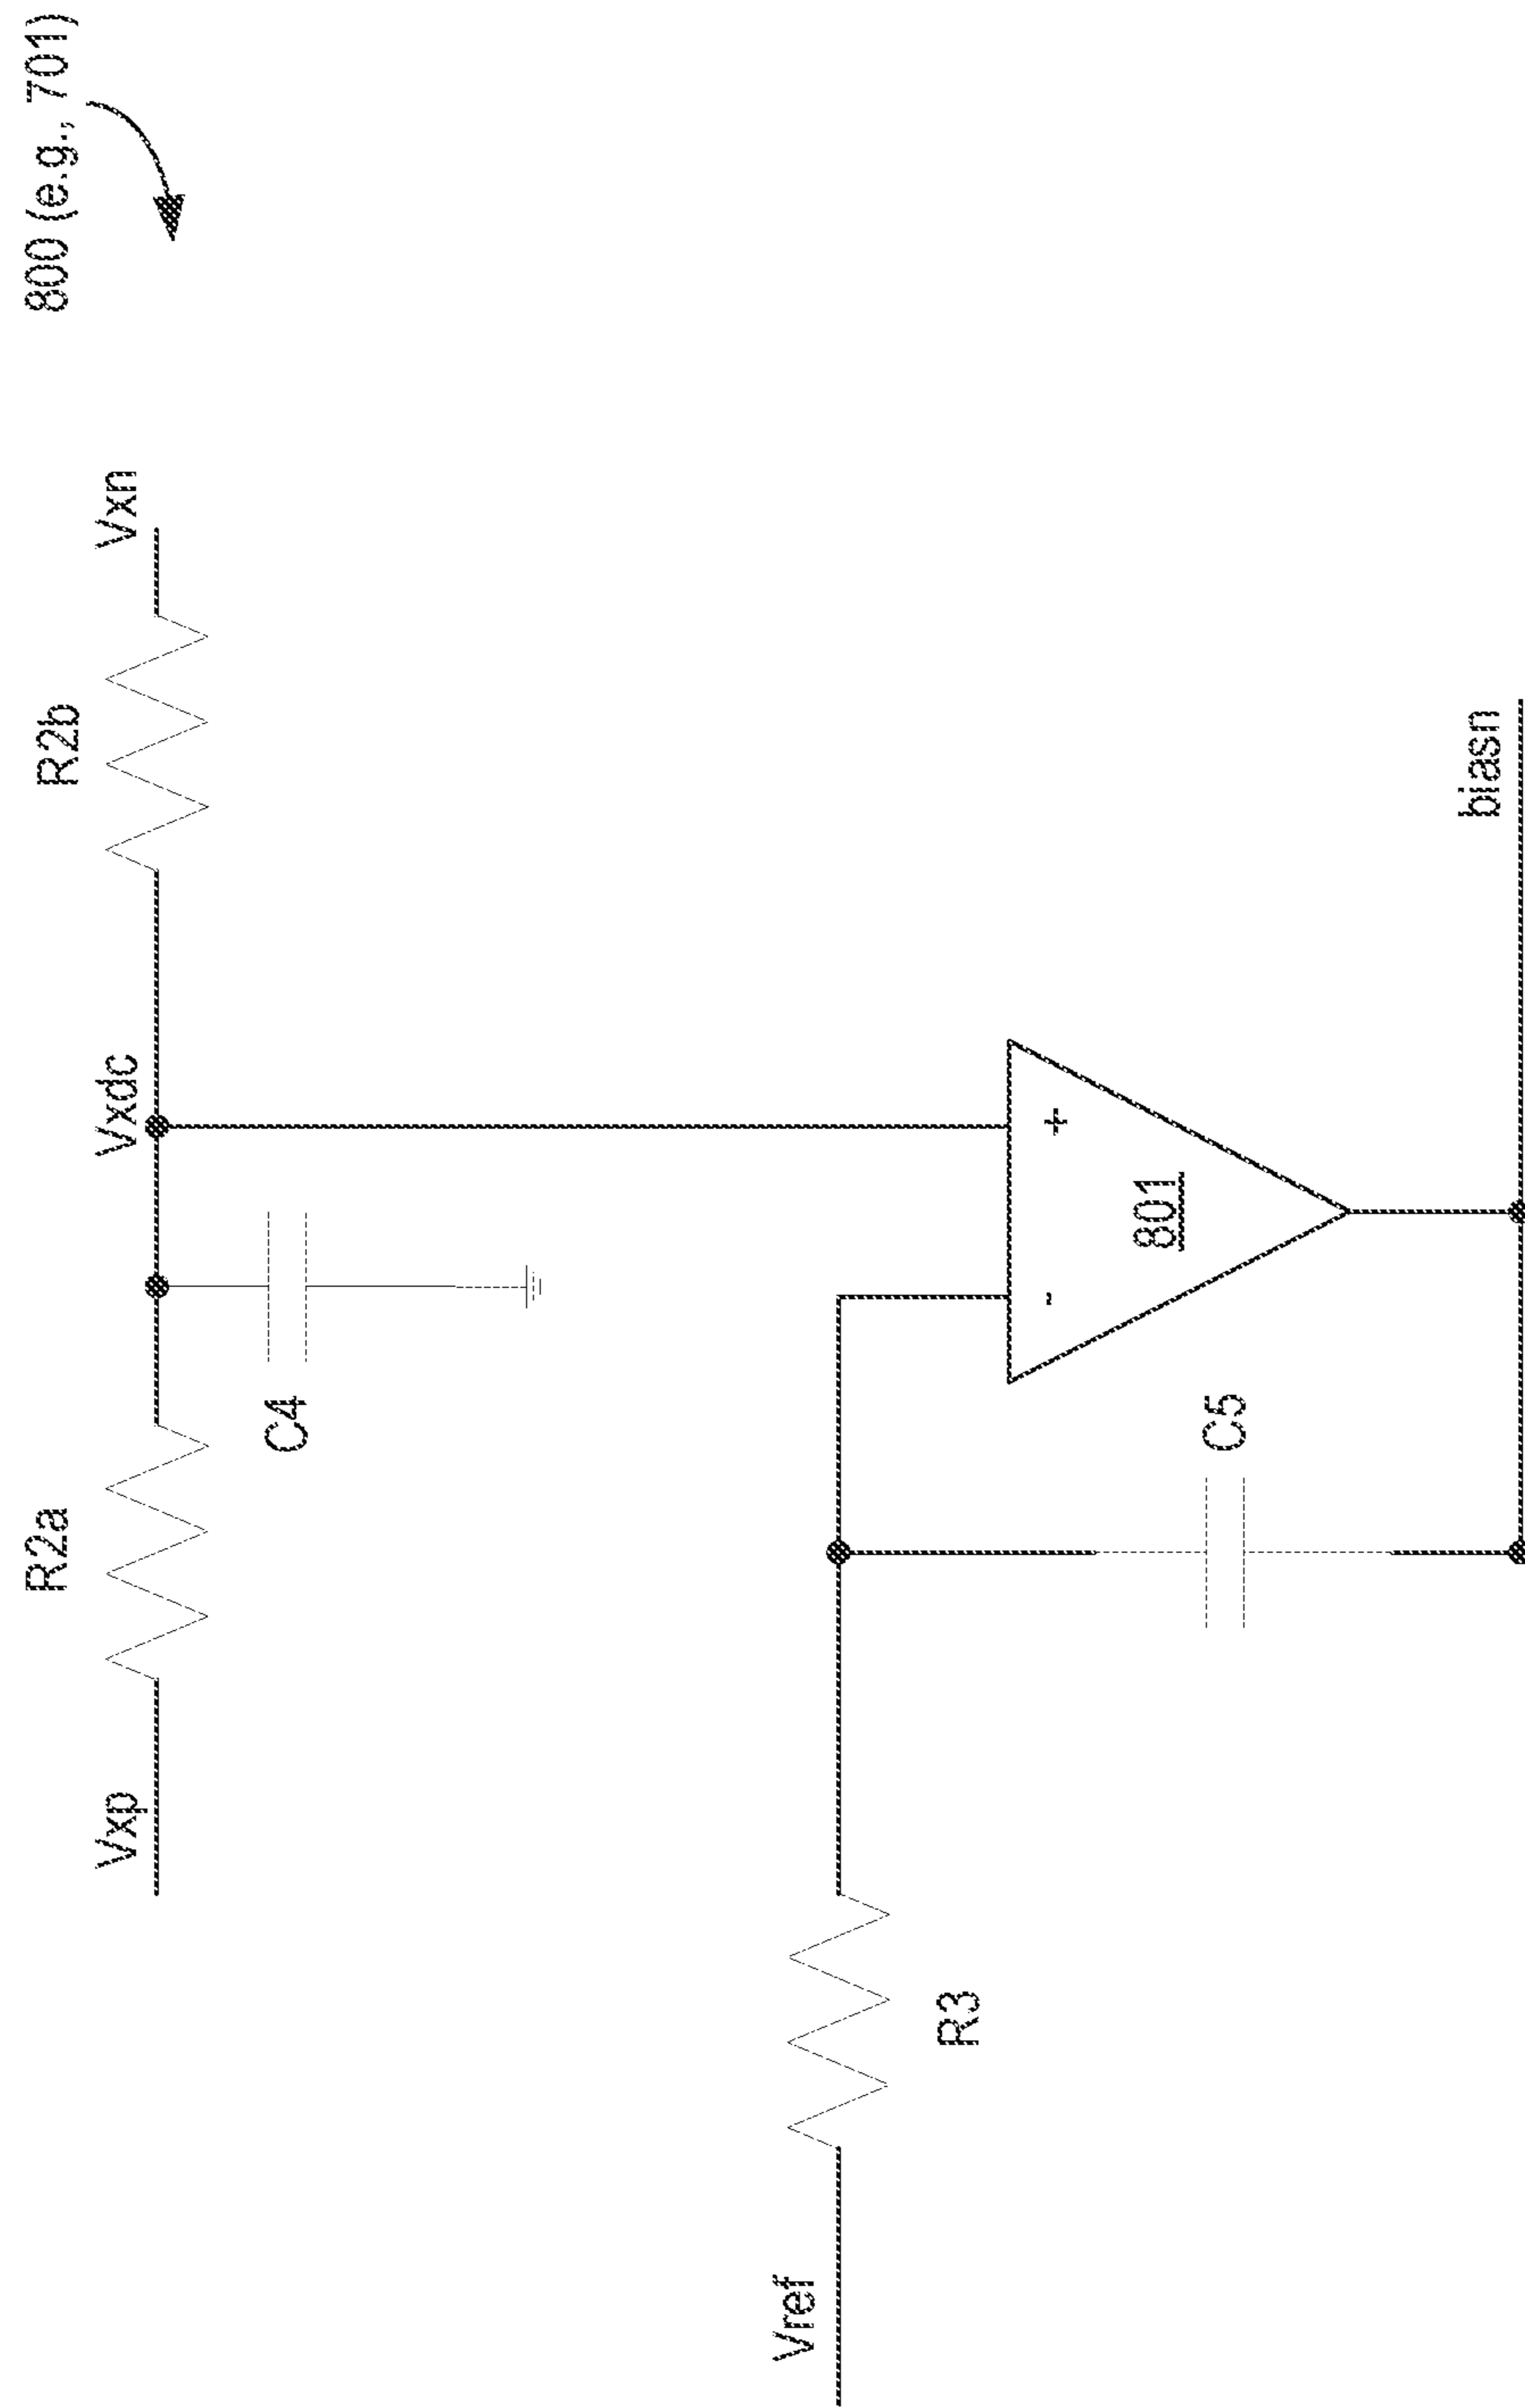 800 (e.g., 701)
Vxp
R2a
Vxdc
R2b
Vxn
C4
Vref
R3
-
+
801
C5
biasn